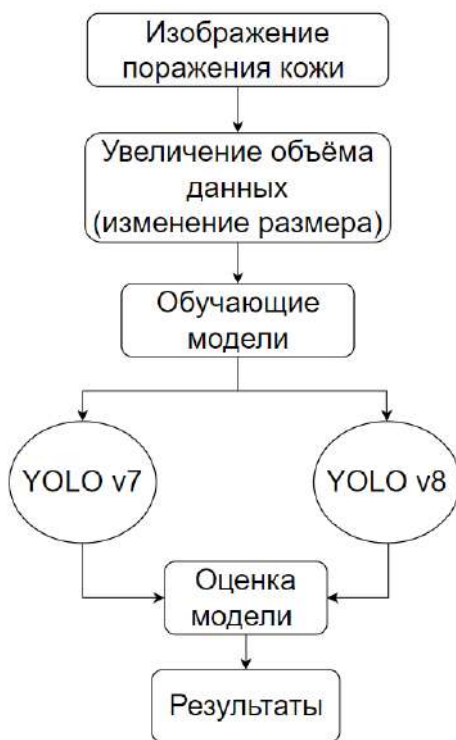 Изображение
поражения кожи
Увеличение объёма
данных
(изменение размера)
Обучающие
модели
YOLO v7
YOLO v8
Оценка
модели
Результаты